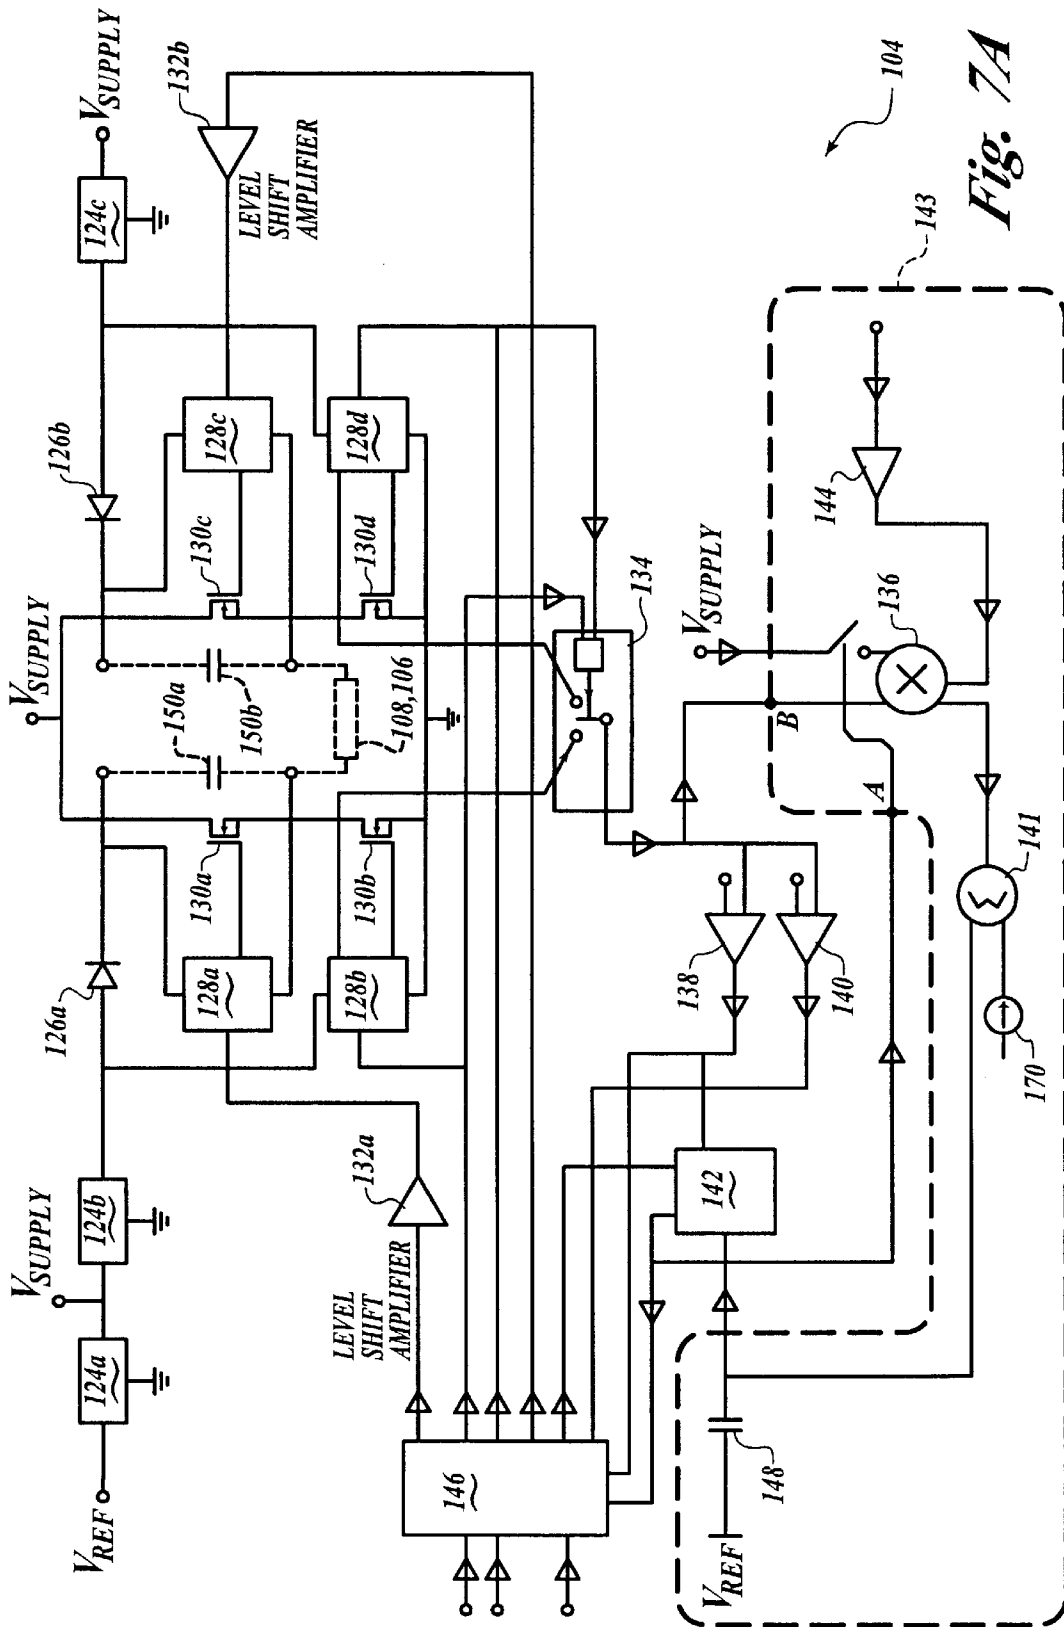 V_REF
124a
V_SUPPLY
124b
126a
V_SUPPLY
126b
124c
V_SUPPLY
132b
LEVEL
SHIFT
AMPLIFIER
128a
130a
150a
150b
130c
128c
128b
130b
108,106
130d
128d
LEVEL
SHIFT
AMPLIFIER
132a
134
146
142
138
140
V_SUPPLY
B
A
136
144
143
V_REF
148
170
141
Σ
104
Fig. 7A